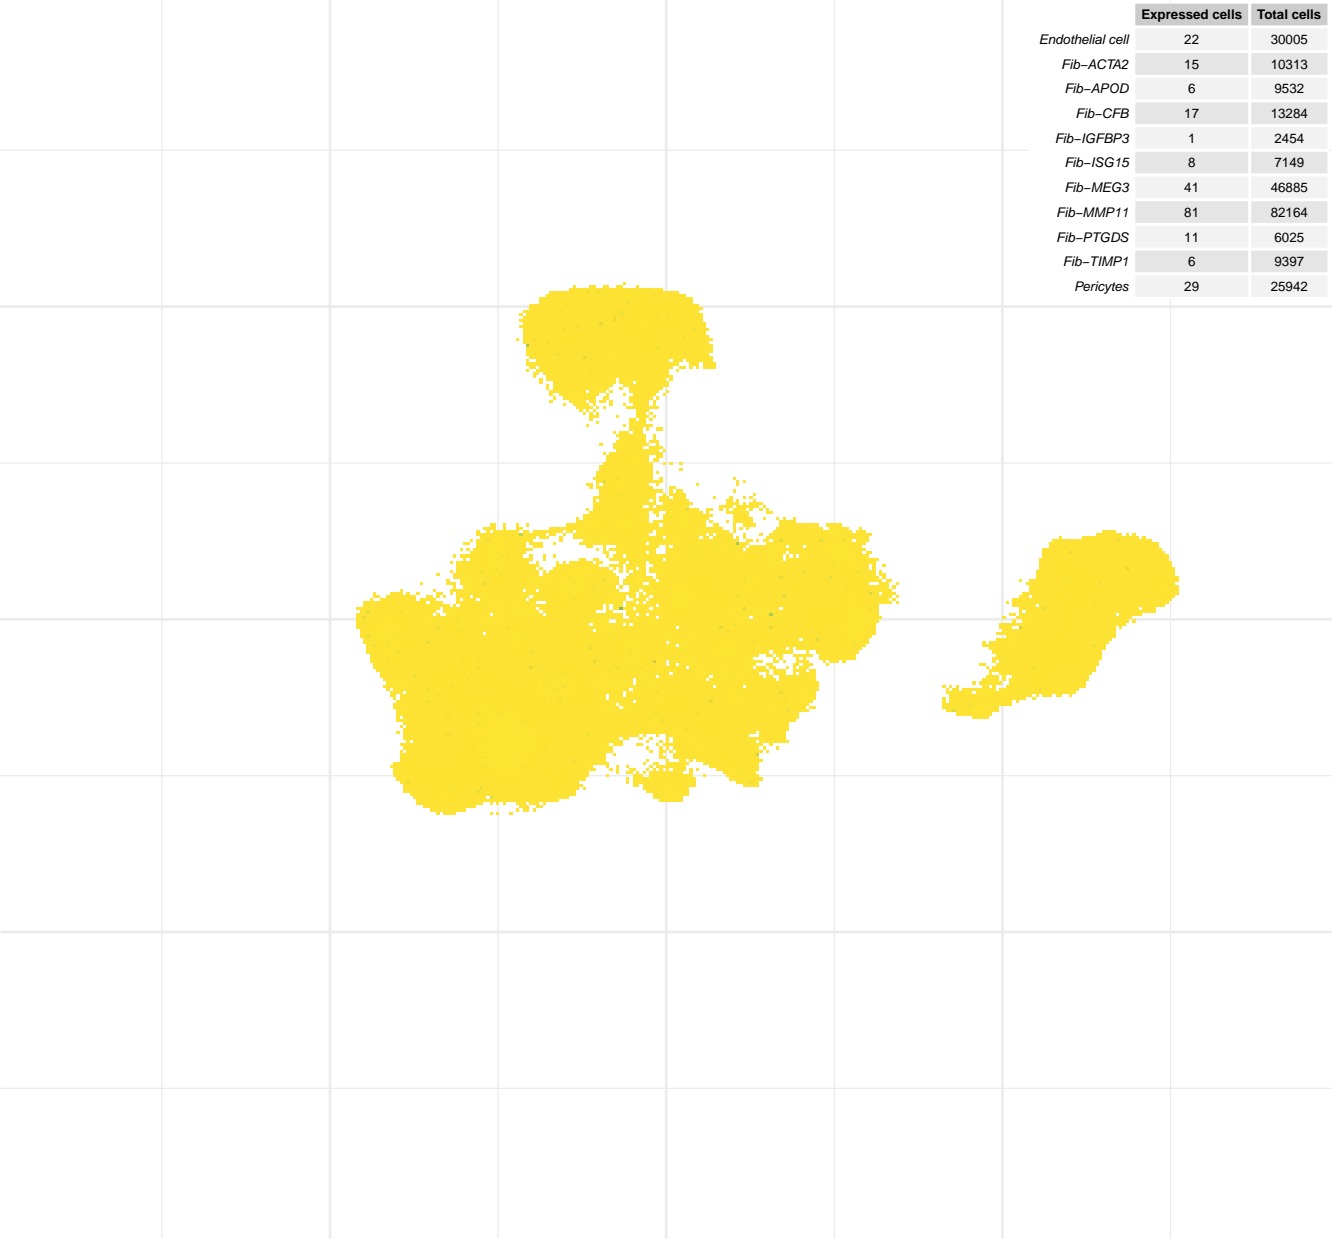 Expressed cells Total cells
Endothelial cell 22 30005
Fib−ACTA2 15 10313
Fib−APOD 6 9532
Fib−CFB 17 13284
Fib−IGFBP3 1 2454
Fib−ISG15 8 7149
Fib−MEG3 41 46885
Fib−MMP11 81 82164
Fib−PTGDS 11 6025
Fib−TIMP1 6 9397
Pericytes 29 25942